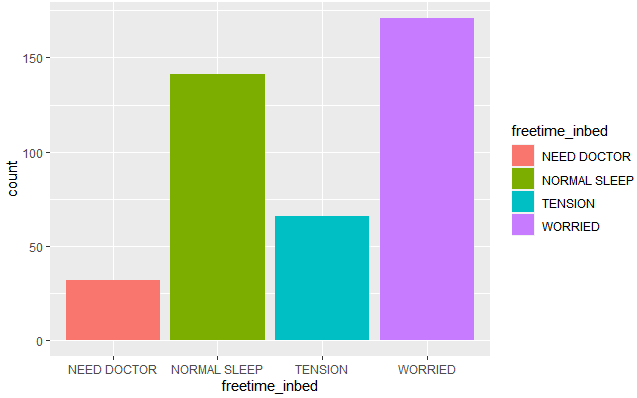 150
100
50
0
count
NEED DOCTOR
NORMAL SLEEP
TENSION
WORRIED
freetime_inbed
freetime_inbed
NEED DOCTOR
NORMAL SLEEP
TENSION
WORRIED